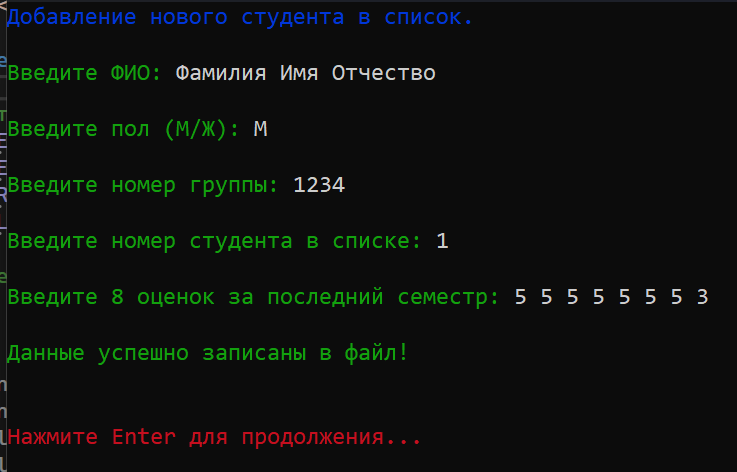 Добавление нового студента в список.
Введите ФИО: Фамилия Имя Отчество
Введите пол (М/Ж): М
Введите номер группы: 1234
Введите номер студента в списке: 1
Введите 8 оценок за последний семестр: 5 5 5 5 5 5 5 3
Данные успешно записаны в файл!
Нажмите Enter для продолжения...